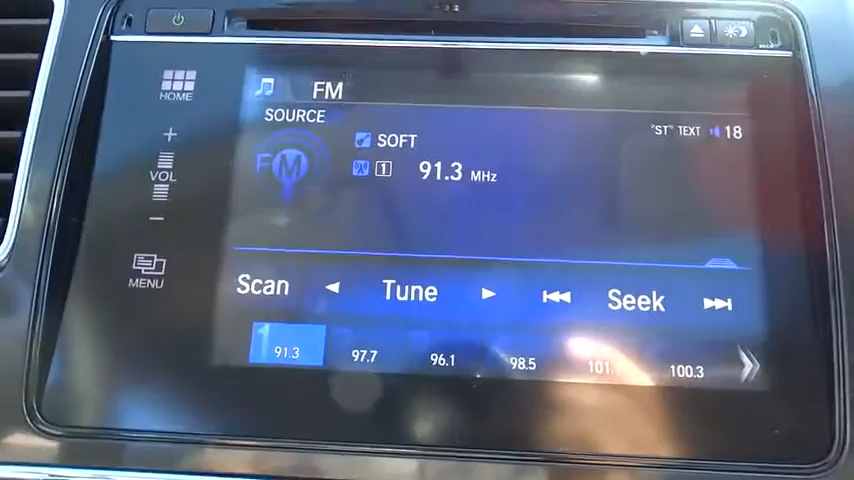 HOME
FM
SOURCE
SOFT
"ST" TEXT 18
FM
1 91.3 MHz
+
VOL
−
MENU
Scan Tune Seek
1
91.3 97.7 96.1 98.5 101. 100.3